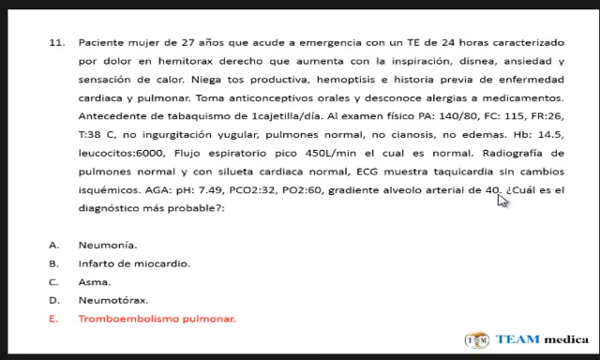 11. Paciente mujer de 27 años que acude a emergencia con un TE de 24 horas caracterizado
por dolor en hemitorax derecho que aumenta con la inspiración, disnea, ansiedad y
sensación de calor. Niega tos productiva, hemoptisis e historia previa de enfermedad
cardiaca y pulmonar. Toma anticonceptivos orales y desconoce alergias a medicamentos.
Antecedente de tabaquismo de 1cajetilla/día. Al examen físico PA: 140/80, FC: 115, FR:26,
T:38 C, no ingurgitación yugular, pulmones normal, no cianosis, no edemas. Hb: 14.5,
leucocitos:6000, Flujo espiratorio pico 450L/min el cual es normal. Radiografía de
pulmones normal y con silueta cardiaca normal, ECG muestra taquicardia sin cambios
isquémicos. AGA: pH: 7.49, PCO2:32, PO2:60, gradiente alveolo arterial de 40. ¿Cuál es el
diagnóstico más probable?:
A. Neumonía.
B. Infarto de miocardio.
C. Asma.
D. Neumotórax.
E. Tromboembolismo pulmonar.
TEAM medica